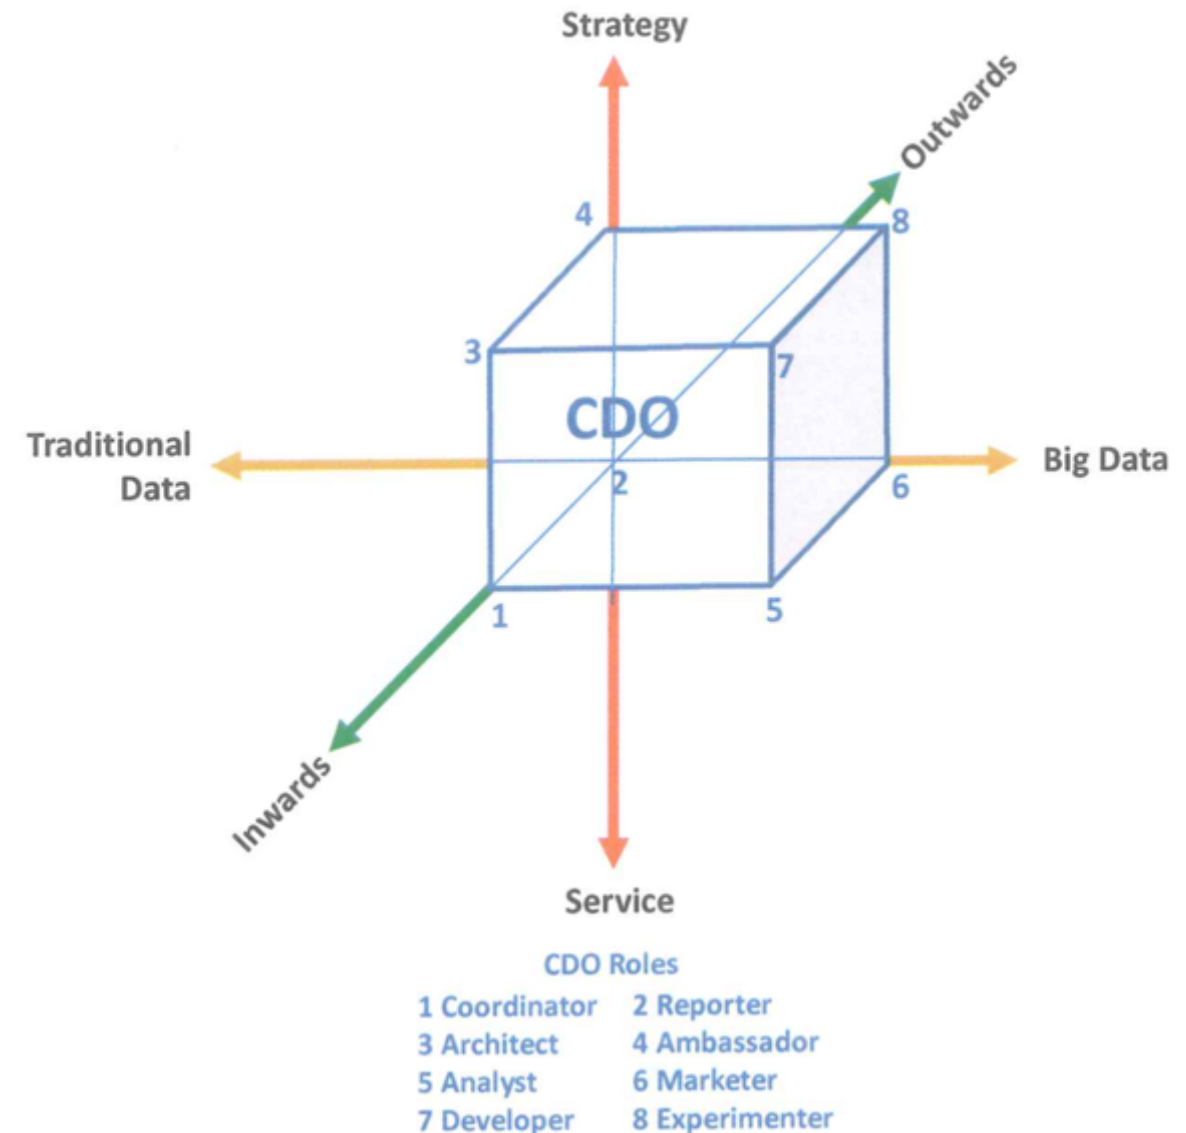 Strategy
Outwards
4
8
3
7
CDO
Traditional
Data
Big Data
2
6
1
5
Inwards
Service
CDO Roles
1 Coordinator 2 Reporter
3 Architect 4 Ambassador
5 Analyst 6 Marketer
7 Developer 8 Experimenter